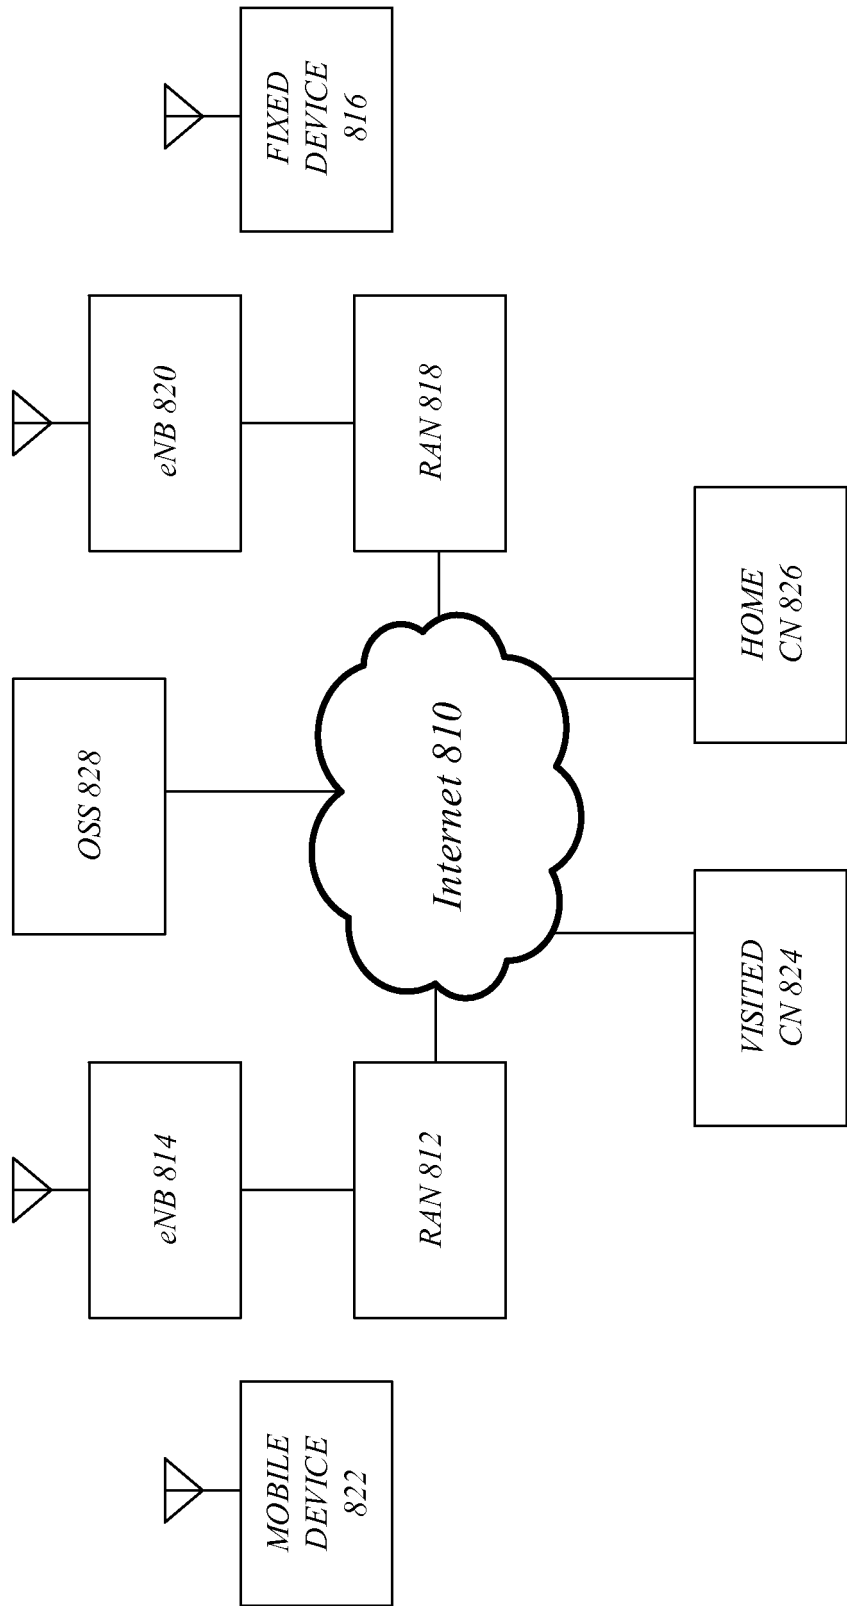 OSS 828
eNB 814
eNB 820
MOBILE
DEVICE
822
RAN 812
Internet 810
RAN 818
FIXED
DEVICE
816
VISITED
CN 824
HOME
CN 826